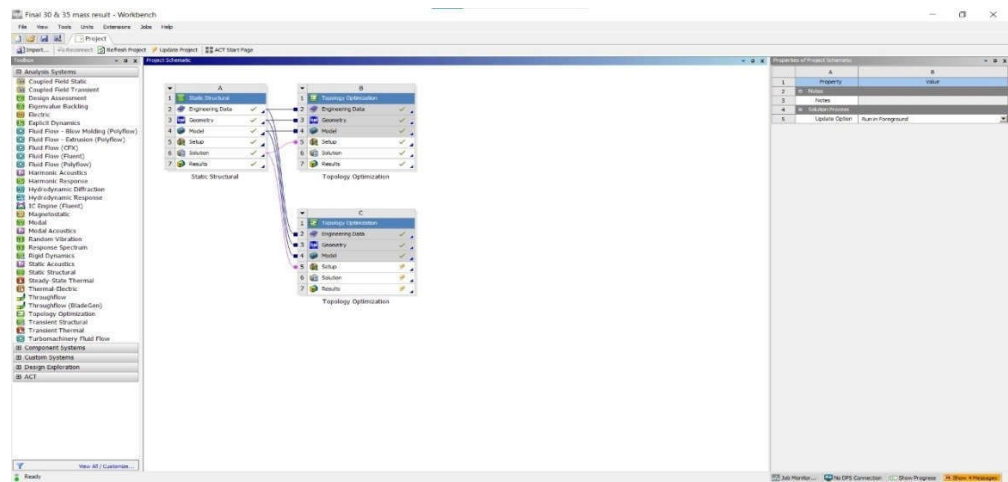 Final 30 & 35 mass result - Workbench
File View Tools Units Extensions Jobs Help
Project
Import... Reconnect Refresh Project Update Project ACT Start Page
Toolbox
Project Schematic
Properties of Project Schematic
Analysis Systems
Coupled Field Static
Coupled Field Transient
Design Assessment
Eigenvalue Buckling
Electric
Explicit Dynamics
Fluid Flow - Blow Molding (Polyflow)
Fluid Flow - Extrusion (Polyflow)
Fluid Flow (CFX)
Fluid Flow (Fluent)
Fluid Flow (Polyflow)
Harmonic Acoustics
Harmonic Response
Hydrodynamic Diffraction
Hydrodynamic Response
IC Engine (Fluent)
Magnetostatic
Modal
Modal Acoustics
Random Vibration
Response Spectrum
Rigid Dynamics
Static Acoustics
Static Structural
Steady-State Thermal
Thermal-Electric
Throughflow
Throughflow (BladeGen)
Topology Optimization
Transient Structural
Transient Thermal
Turbomachinery Fluid Flow
Component Systems
Custom Systems
Design Exploration
ACT
View All / Customize...
A
1 Static Structural
2 Engineering Data
3 Geometry
4 Model
5 Setup
6 Solution
7 Results
Static Structural
B
1 Topology Optimization
2 Engineering Data
3 Geometry
4 Model
5 Setup
6 Solution
7 Results
Topology Optimization
C
1 Topology Optimization
2 Engineering Data
3 Geometry
4 Model
5 Setup
6 Solution
7 Results
Topology Optimization
A B
1 Property Value
2 Notes
3 Notes
4 Solution Process
5 Update Option Run in Foreground
Ready
Job Monitor... No DPS Connection Show Progress Show 4 Messages